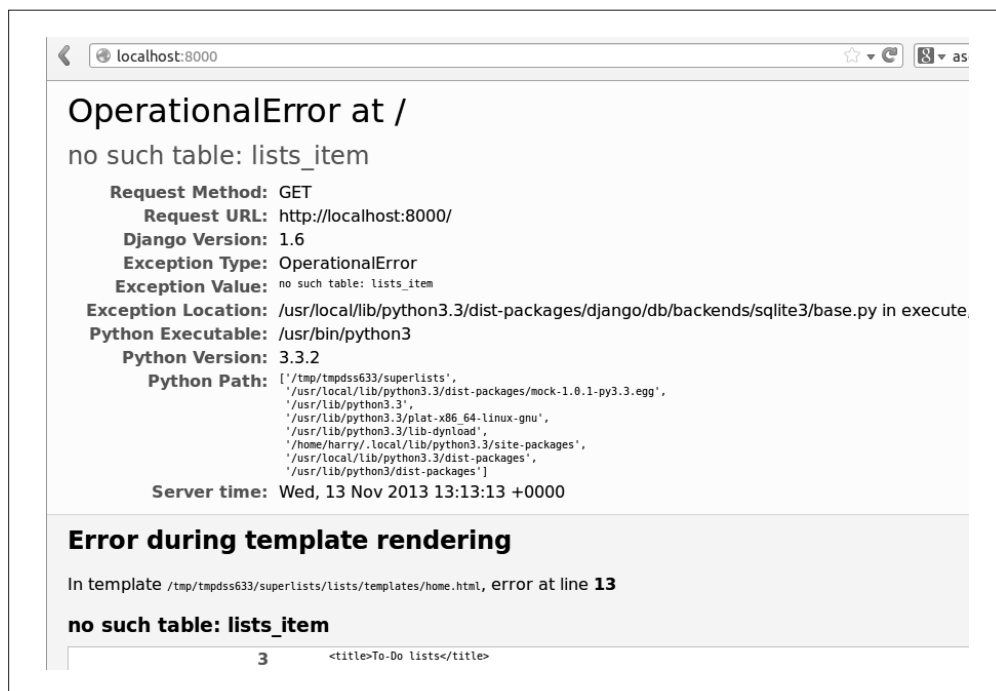 localhost:8000
OperationalError at /
no such table: lists_item
Request Method: GET
Request URL: http://localhost:8000/
Django Version: 1.6
Exception Type: OperationalError
Exception Value: no such table: lists_item
Exception Location: /usr/local/lib/python3.3/dist-packages/django/db/backends/sqlite3/base.py in execute,
Python Executable: /usr/bin/python3
Python Version: 3.3.2
Python Path: ['/tmp/tmpdss633/superlists',
'/usr/local/lib/python3.3/dist-packages/mock-1.0.1-py3.3.egg',
'/usr/lib/python3.3',
'/usr/lib/python3.3/plat-x86_64-linux-gnu',
'/usr/lib/python3.3/lib-dynload',
'/home/harry/.local/lib/python3.3/site-packages',
'/usr/local/lib/python3.3/dist-packages',
'/usr/lib/python3/dist-packages']
Server time: Wed, 13 Nov 2013 13:13:13 +0000
Error during template rendering
In template /tmp/tmpdss633/superlists/lists/templates/home.html, error at line 13
no such table: lists_item
3 <title>To-Do lists</title>